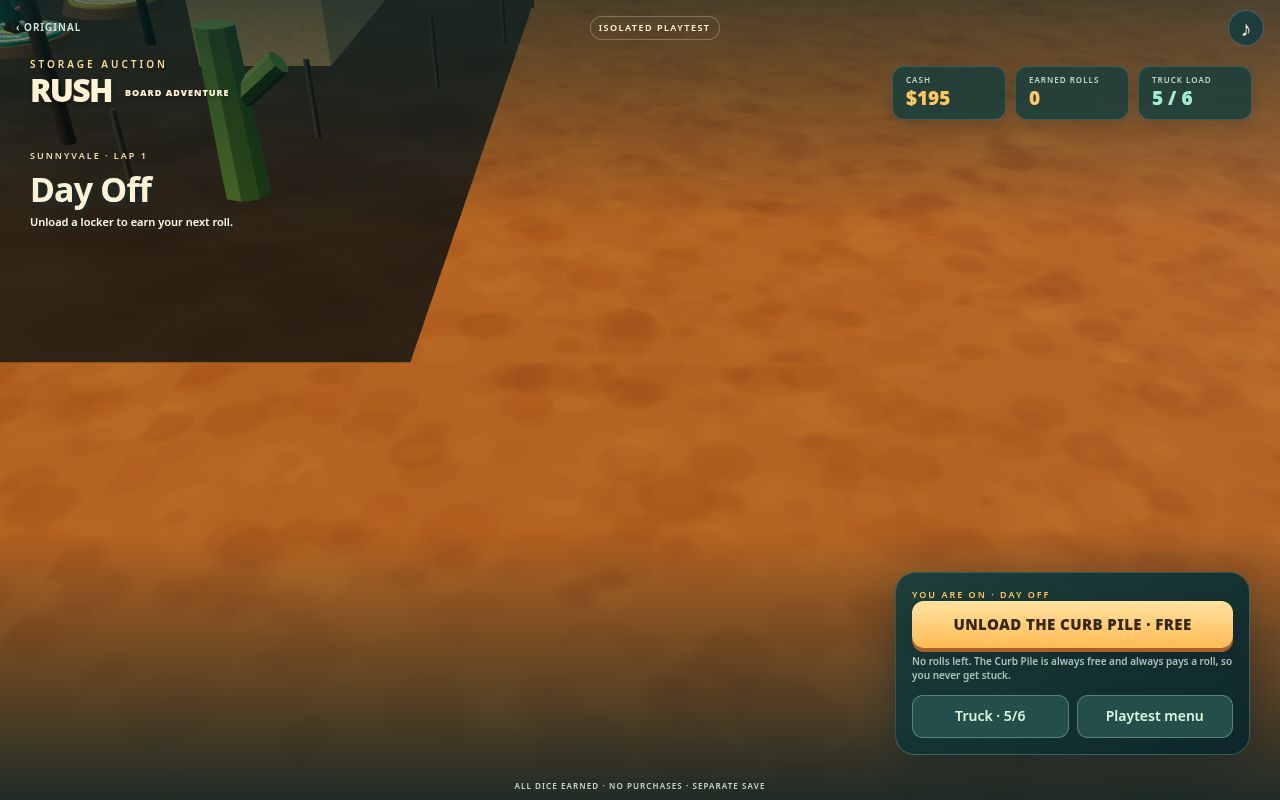 ‹ ORIGINAL
ISOLATED PLAYTEST
♪
STORAGE AUCTION
RUSH BOARD ADVENTURE
CASH
$195
EARNED ROLLS
0
TRUCK LOAD
5 / 6
SUNNYVALE · LAP 1
Day Off
Unload a locker to earn your next roll.
YOU ARE ON · DAY OFF
UNLOAD THE CURB PILE · FREE
No rolls left. The Curb Pile is always free and always pays a roll, so
you never get stuck.
Truck · 5/6
Playtest menu
ALL DICE EARNED · NO PURCHASES · SEPARATE SAVE